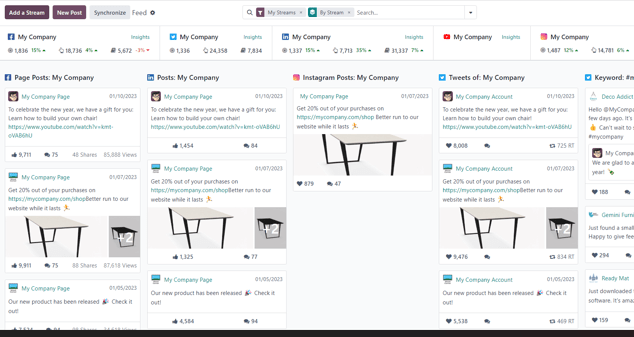 Add a Stream New Post Synchronize Feed My Streams × By Stream × Search...
My Company Insights
1,836 15% 18,736 4% 5,672 -3%
My Company
1,336 24,358 7,834
My Company Insights
1,337 15% 7,713 35% 31,337 7%
My Company Insights
My Company
1,487 12% 14,781 6%
Page Posts: My Company
My Company Page 01/10/2023
To celebrate the new year, we have a gift for you:
Learn how to build your own chair!
https://www.youtube.com/watch?v=kmt-
oVAB6hU
9,711 75 48 Shares 85,888 Views
My Company Page 01/07/2023
Get 20% out of your purchases on
https://mycompany.com/shopBetter run to our
website while it lasts
+2
9,911 75 88 Shares 87,618 Views
My Company Page 01/05/2023
Our new product has been released Check it
out!
Posts: My Company
My Company Page 01/10/2023
To celebrate the new year, we have a gift for you:
Learn how to build your own chair!
https://www.youtube.com/watch?v=kmt-oVAB6hU
1,454 84
My Company Page 01/07/2023
Get 20% out of your purchases on
https://mycompany.com/shopBetter run to our
website while it lasts
+2
1,325 77
My Company Page 01/05/2023
Our new product has been released Check it
out!
4,584 94
Instagram Posts: My Company
My Company Page 01/07/2023
Get 20% out of your purchases on
https://mycompany.com/shop Better run to our
website while it lasts
879 47
Tweets of: My Company
My Company Account 01/10/2023
To celebrate the new year, we have a gift for you:
Learn how to build your own chair!
https://www.youtube.com/watch?v=kmt-oVAB6hU
8,008 725 RT
My Company Account 01/07/2023
Get 20% out of your purchases on
https://mycompany.com/shopBetter run to our
website while it lasts
+2
9,476 834 RT
My Company Account 01/05/2023
Our new product has been released Check it
out!
5,538 469 RT
Keyword: #m
Deco Addict
Hello @MyCompa
few days ago. It's
Can't wait to
#mycompany
My Compa
We are glad to
year!
188
Gemini Furni
Just found a small
Happy to give fee
294
Ready Mat
Just downloaded
software. It's ama
159